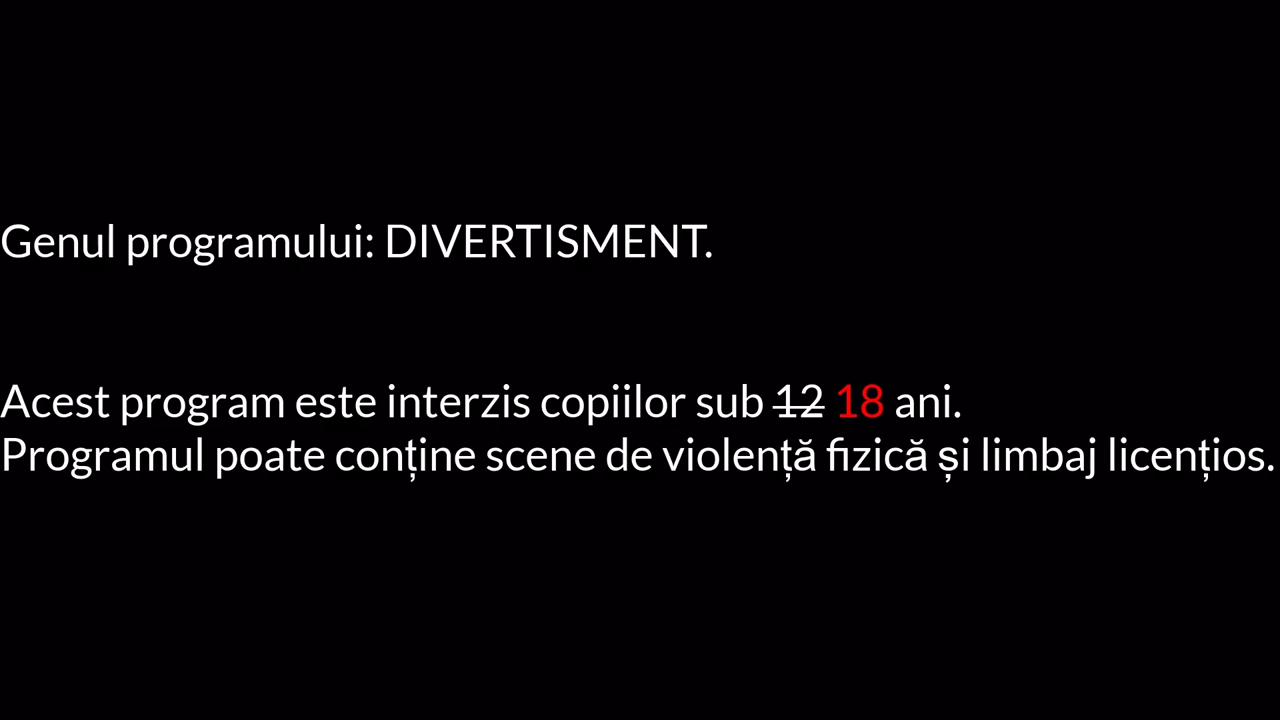 Genul programului: DIVERTISMENT.
Acest program este interzis copiilor sub 12 18 ani.
Programul poate conține scene de violență fizică și limbaj licențios.